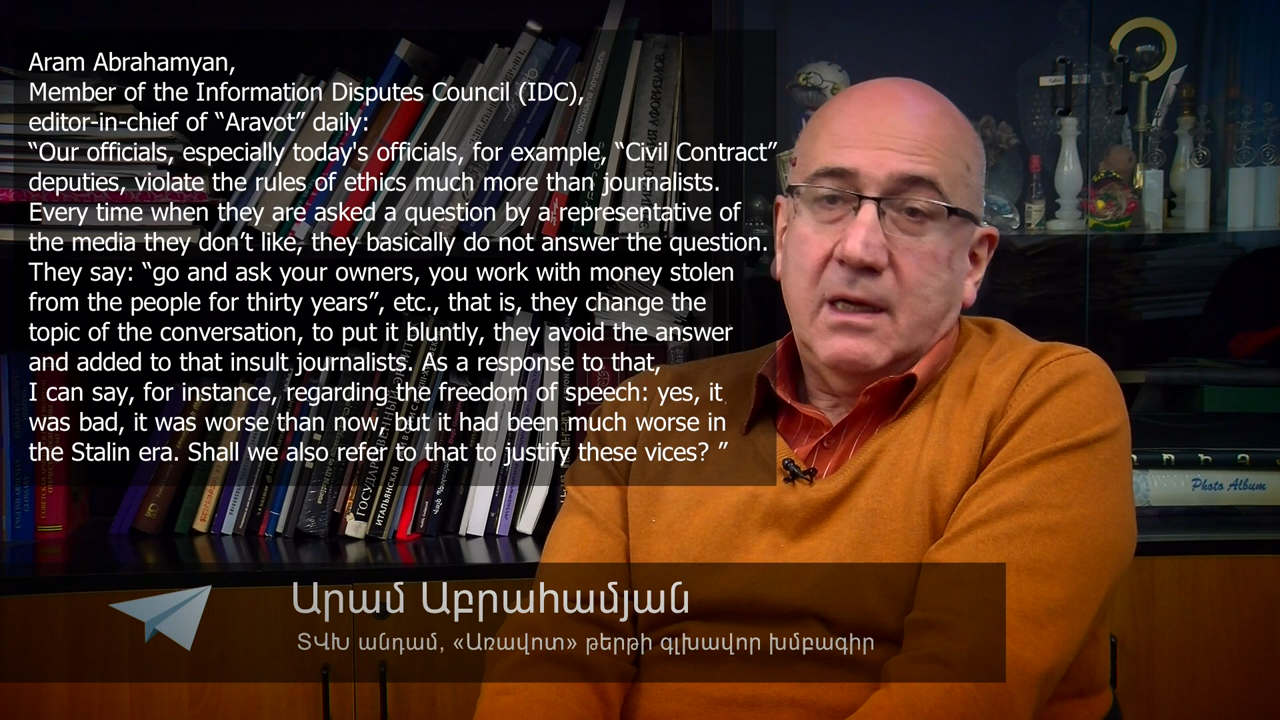 Aram Abrahamyan,
Member of the Information Disputes Council (IDC),
editor-in-chief of “Aravot” daily:
“Our officials, especially today's officials, for example, “Civil Contract”
deputies, violate the rules of ethics much more than journalists.
Every time when they are asked a question by a representative of
the media they don’t like, they basically do not answer the question.
They say: “go and ask your owners, you work with money stolen
from the people for thirty years”, etc., that is, they change the
topic of the conversation, to put it bluntly, they avoid the answer
and added to that insult journalists. As a response to that,
I can say, for instance, regarding the freedom of speech: yes, it
was bad, it was worse than now, but it had been much worse in
the Stalin era. Shall we also refer to that to justify these vices? ”
Photo Album
ИТАЛЬЯНСКАЯ
Արամ Աբրահամյան
ՏՎԽ անդամ, «Առավոտ» թերթի գլխավոր խմբագիր